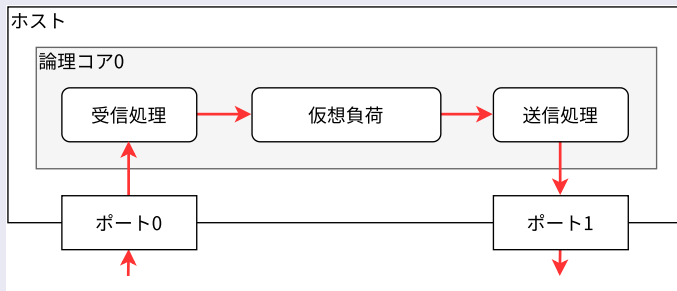 ホスト
論理コア0
受信処理
仮想負荷
送信処理
ポート0
ポート1